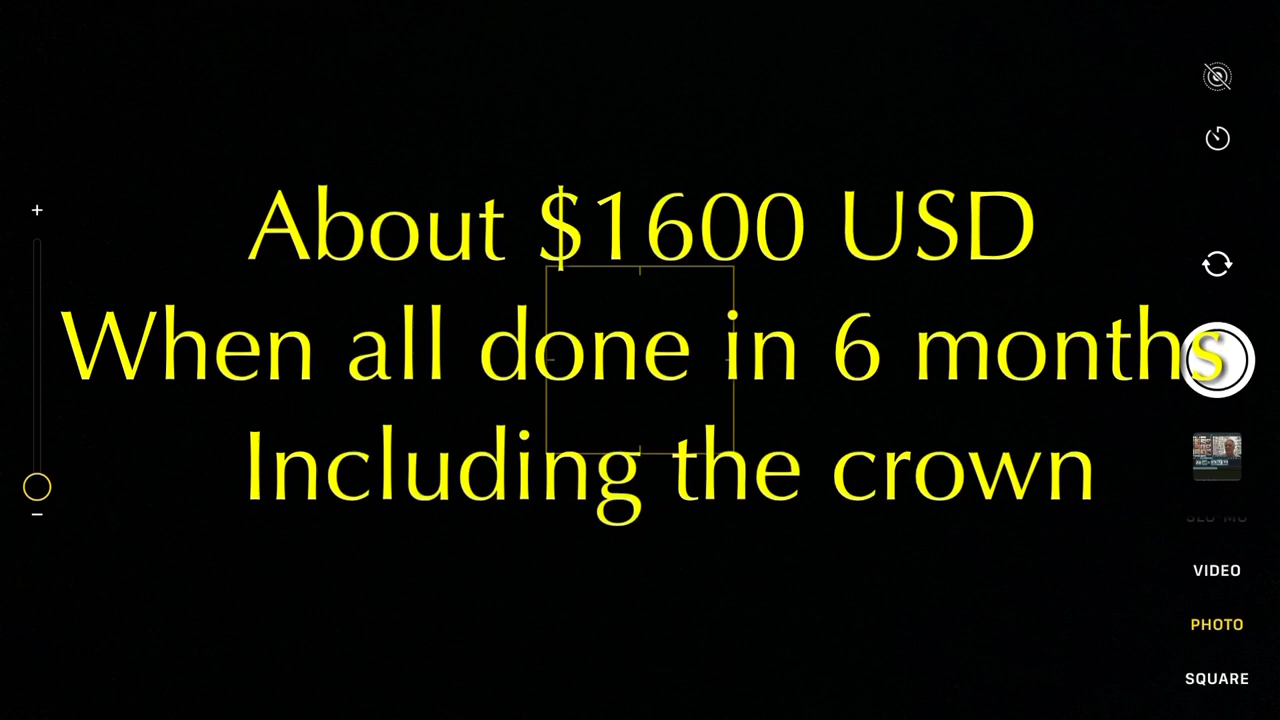 About $1600 USD
When all done in 6 months
Including the crown
VIDEO
PHOTO
SQUARE